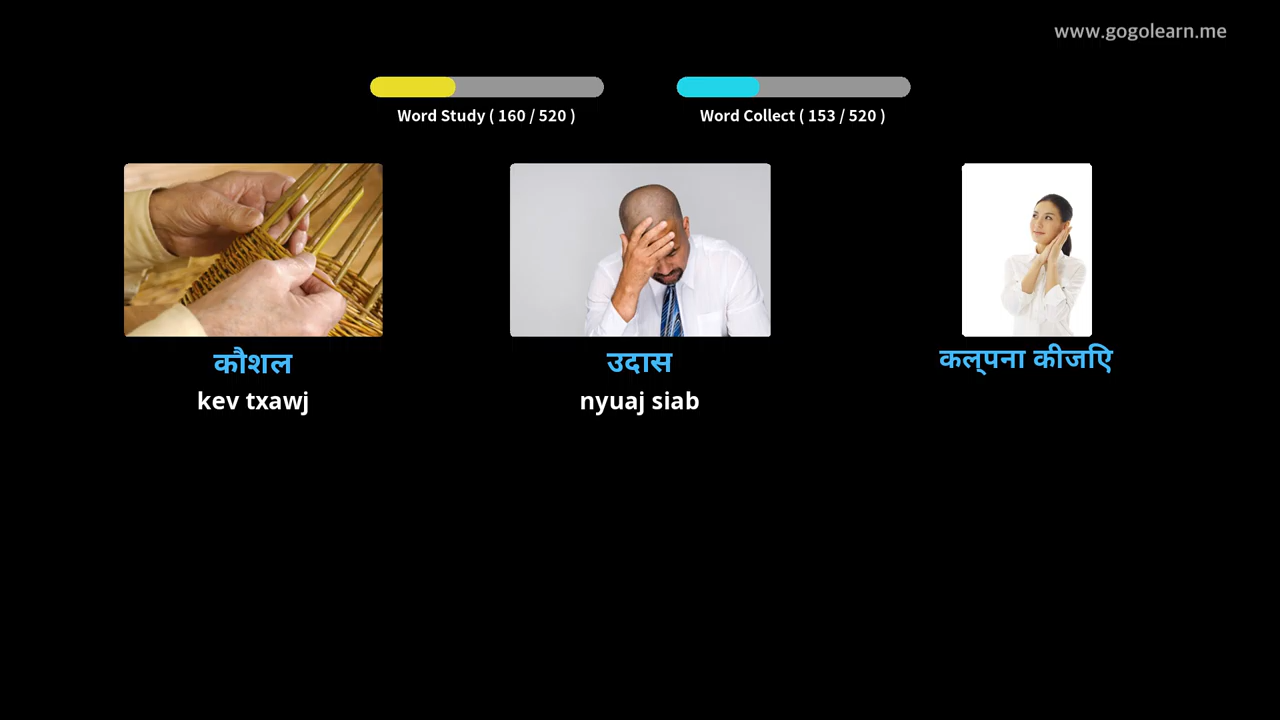 www.gogolearn.me
Word Study ( 160 / 520 )
Word Collect ( 153 / 520 )
कौशल
kev txawj
उदास
nyuaj siab
कल्पना कीजिए